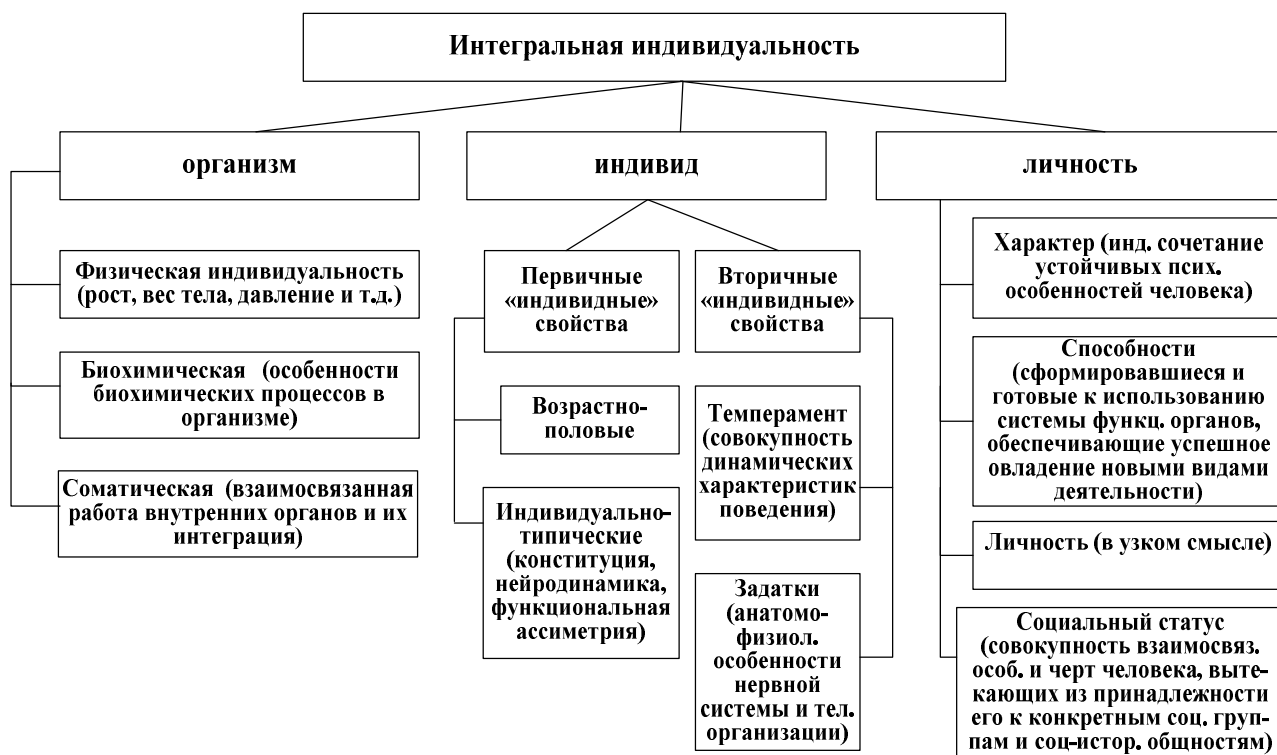 Интегральная индивидуальность
организм
индивид
личность
Физическая индивидуальность
(рост, вес тела, давление и т.д.)
Биохимическая (особенности
биохимических процессов в
организме)
Соматическая (взаимосвязанная
работа внутренних органов и их
интеграция)
Первичные
«индивидные»
свойства
Возрастно-
половые
Индивидуально-
типические
(конституция,
нейродинамика,
функциональная
ассиметрия)
Вторичные
«индивидные»
свойства
Темперамент
(совокупность
динамических
характеристик
поведения)
Задатки
(анатомо-
физиол.
особенности
нервной
системы и тел.
организации)
Характер (инд. сочетание
устойчивых псих.
особенностей человека)
Способности
(сформировавшиеся и
готовые к использованию
системы функц. органов,
обеспечивающие успешное
овладение новыми видами
деятельности)
Личность (в узком смысле)
Социальный статус
(совокупность взаимосвяз.
особ. и черт человека, выте-
кающих из принадлежности
его к конкретным соц. груп-
пам и соц-истор. общностям)